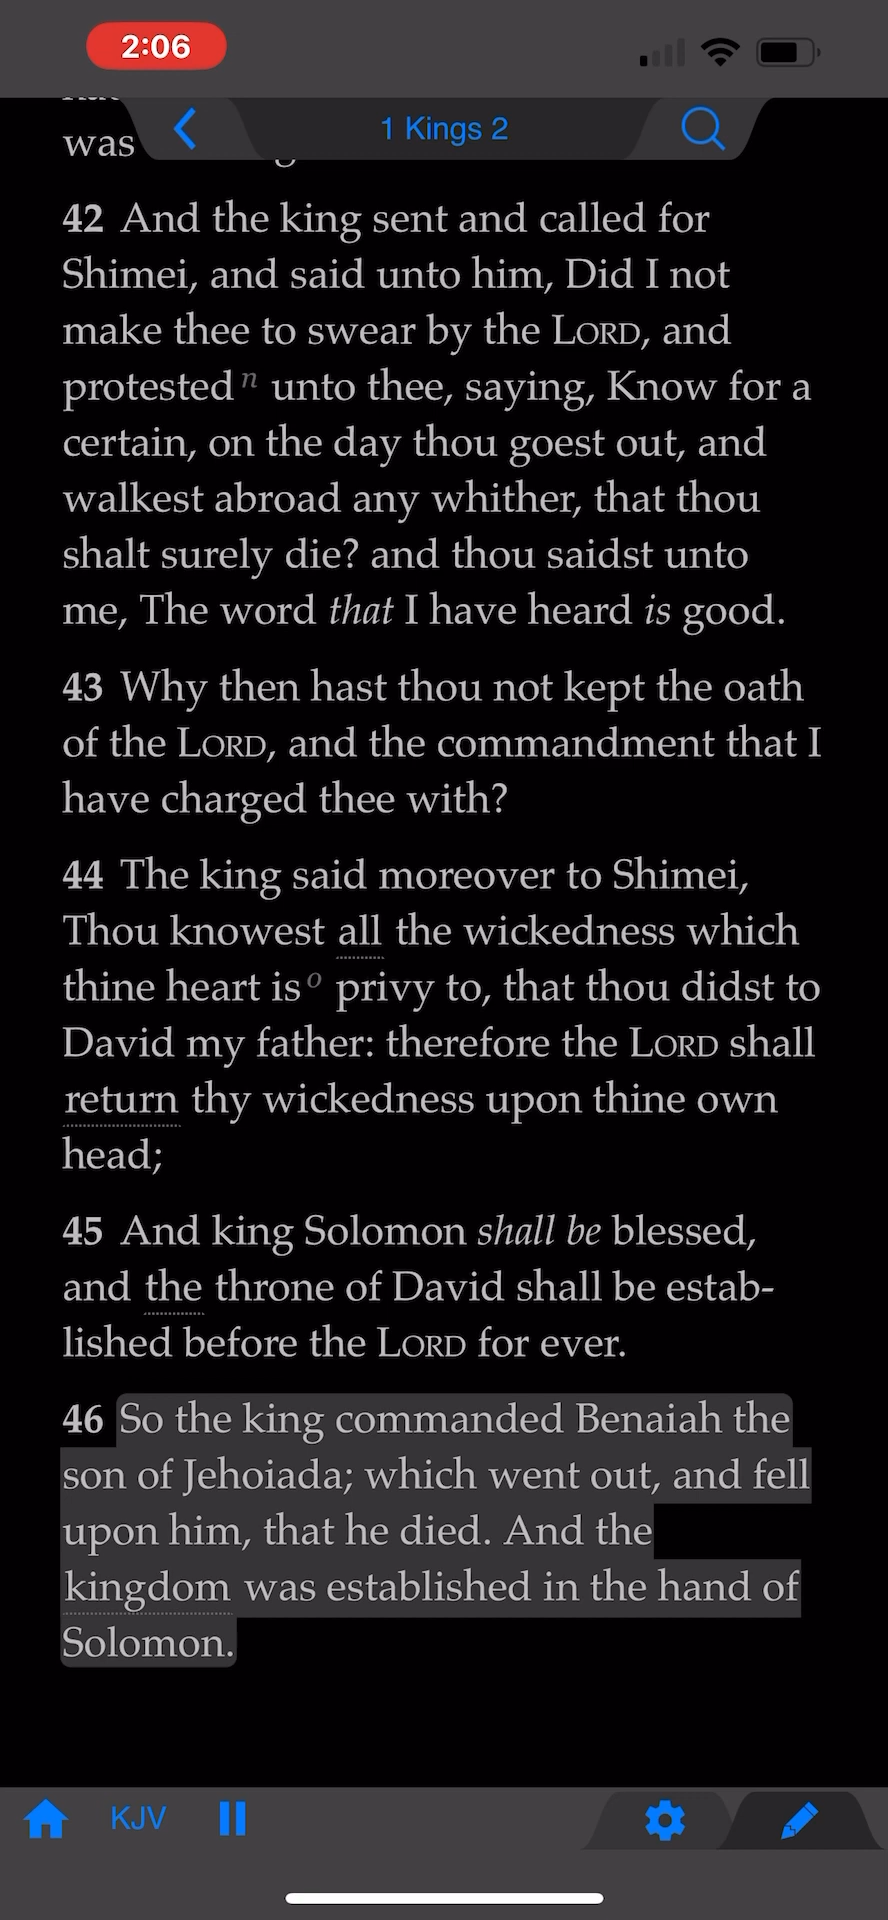 2:06
1 Kings 2
was
42 And the king sent and called for
Shimei, and said unto him, Did I not
make thee to swear by the LORD, and
protested n unto thee, saying, Know for a
certain, on the day thou goest out, and
walkest abroad any whither, that thou
shalt surely die? and thou saidst unto
me, The word that I have heard is good.
43 Why then hast thou not kept the oath
of the LORD, and the commandment that I
have charged thee with?
44 The king said moreover to Shimei,
Thou knowest all the wickedness which
thine heart is o privy to, that thou didst to
David my father: therefore the LORD shall
return thy wickedness upon thine own
head;
45 And king Solomon shall be blessed,
and the throne of David shall be estab-
lished before the LORD for ever.
46 So the king commanded Benaiah the
son of Jehoiada; which went out, and fell
upon him, that he died. And the
kingdom was established in the hand of
Solomon.
KJV